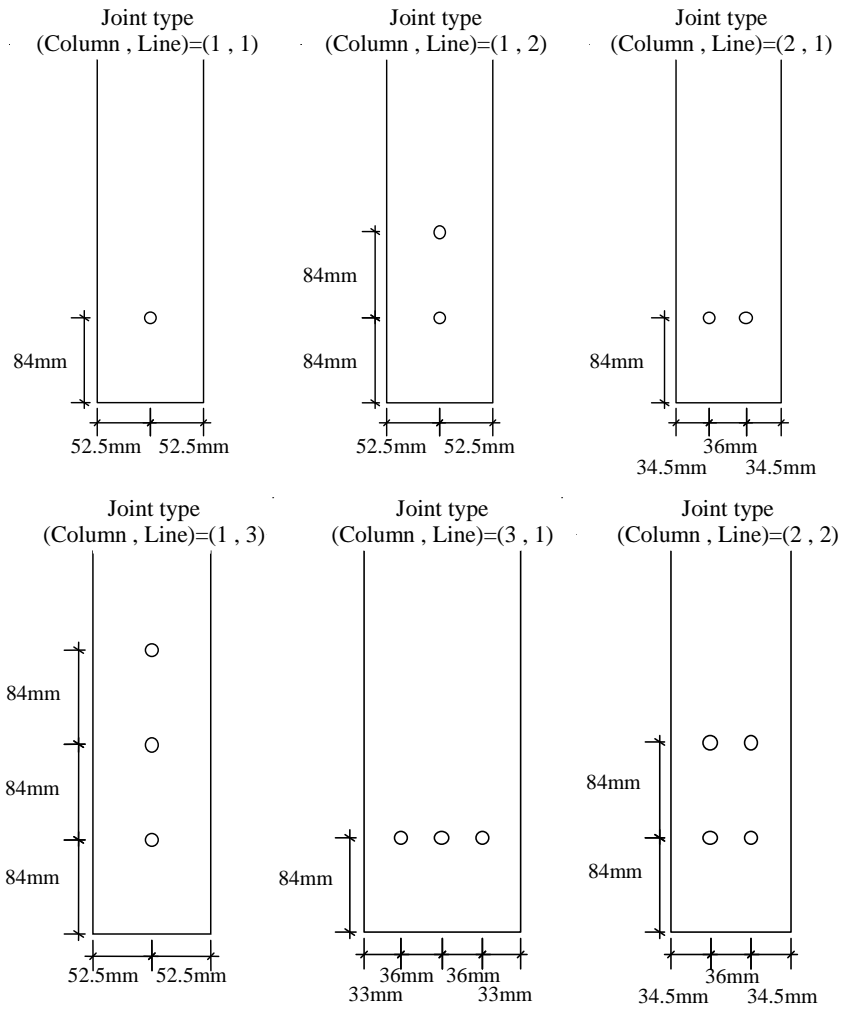 Joint type
(Column , Line)=(1 , 1)
84mm
52.5mm 52.5mm
Joint type
(Column , Line)=(1 , 2)
84mm
84mm
52.5mm 52.5mm
Joint type
(Column , Line)=(2 , 1)
84mm
36mm
34.5mm 34.5mm
Joint type
(Column , Line)=(1 , 3)
84mm
84mm
84mm
52.5mm 52.5mm
Joint type
(Column , Line)=(3 , 1)
84mm
36mm 36mm
33mm 33mm
Joint type
(Column , Line)=(2 , 2)
84mm
84mm
36mm
34.5mm 34.5mm